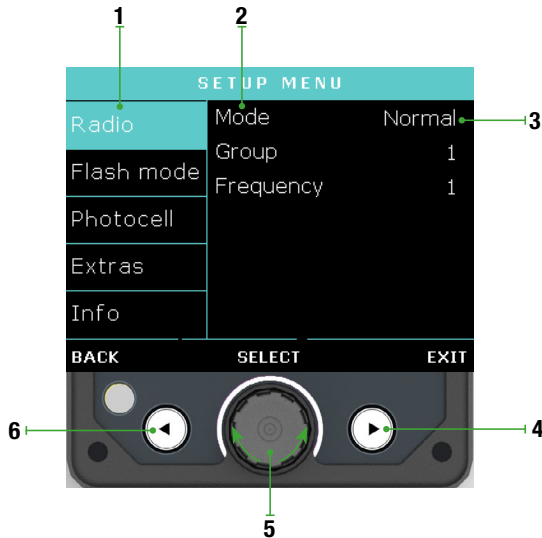 1 2
SETUP MENU
Radio
Mode Normal 3
Group 1
Flash mode
Frequency 1
Photocell
Extras
Info
BACK SELECT EXIT
6 4
5